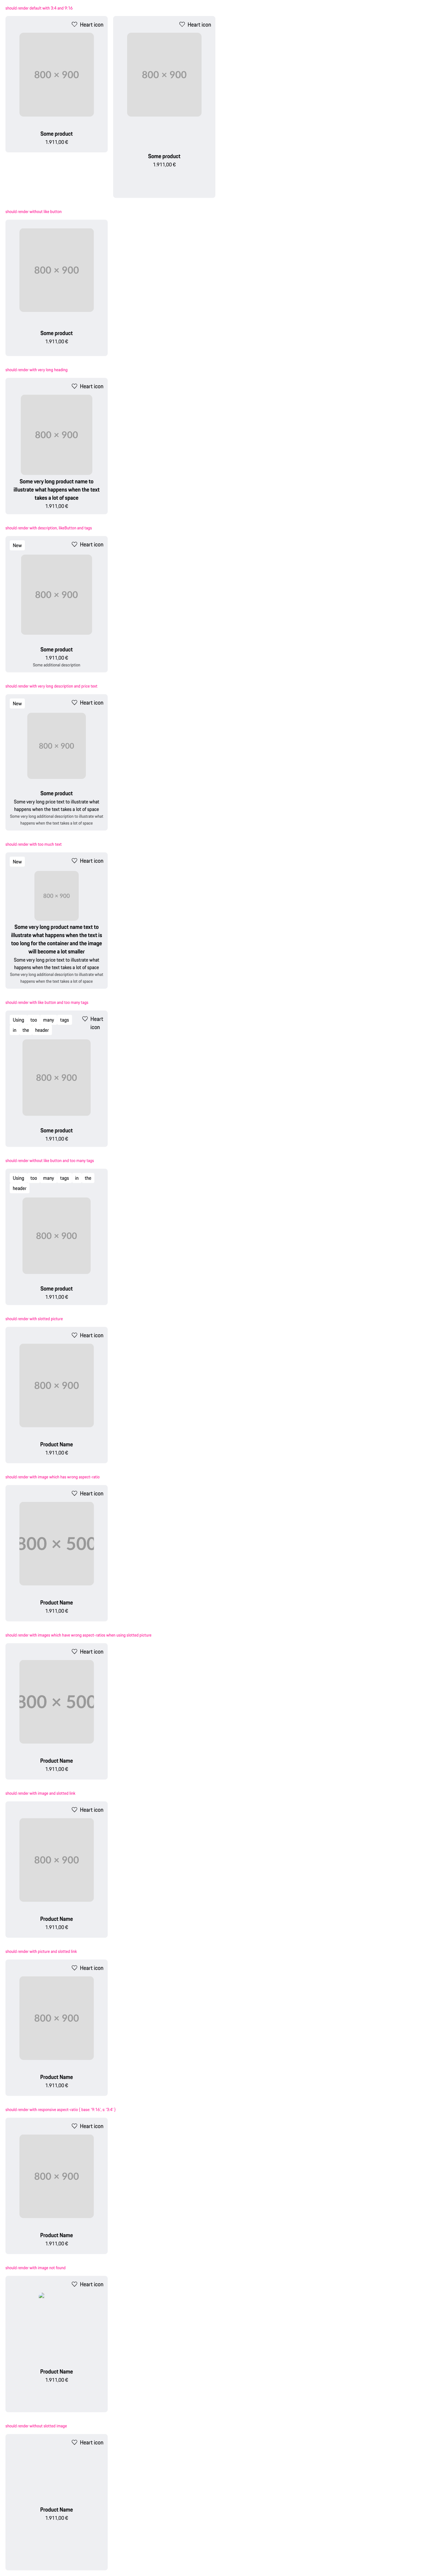 should render default with 3:4 and 9:16
Heart icon
800 × 900
Some product
1.911,00 €
Heart icon
800 × 900
Some product
1.911,00 €
should render without like button
800 × 900
Some product
1.911,00 €
should render with very long heading
Heart icon
800 × 900
Some very long product name to
illustrate what happens when the text
takes a lot of space
1.911,00 €
should render with description, likeButton and tags
New
Heart icon
800 × 900
Some product
1.911,00 €
Some additional description
should render with very long description and price text
New
Heart icon
800 × 900
Some product
Some very long price text to illustrate what
happens when the text takes a lot of space
Some very long additional description to illustrate what
happens when the text takes a lot of space
should render with too much text
New
Heart icon
800 × 900
Some very long product name text to
illustrate what happens when the text is
too long for the container and the image
will become a lot smaller
Some very long price text to illustrate what
happens when the text takes a lot of space
Some very long additional description to illustrate what
happens when the text takes a lot of space
should render with like button and too many tags
Using too many tags
in the header
Heart
icon
800 × 900
Some product
1.911,00 €
should render without like button and too many tags
Using too many tags in the
header
800 × 900
Some product
1.911,00 €
should render with slotted picture
Heart icon
800 × 900
Product Name
1.911,00 €
should render with image which has wrong aspect-ratio
Heart icon
800 × 500
Product Name
1.911,00 €
should render with images which have wrong aspect-ratios when using slotted picture
Heart icon
800 × 500
Product Name
1.911,00 €
should render with image and slotted link
Heart icon
800 × 900
Product Name
1.911,00 €
should render with picture and slotted link
Heart icon
800 × 900
Product Name
1.911,00 €
Heart icon
800 × 900
Product Name
1.911,00 €
should render with image not found
Heart icon
Product Name
1.911,00 €
should render without slotted image
Heart icon
Product Name
1.911,00 €